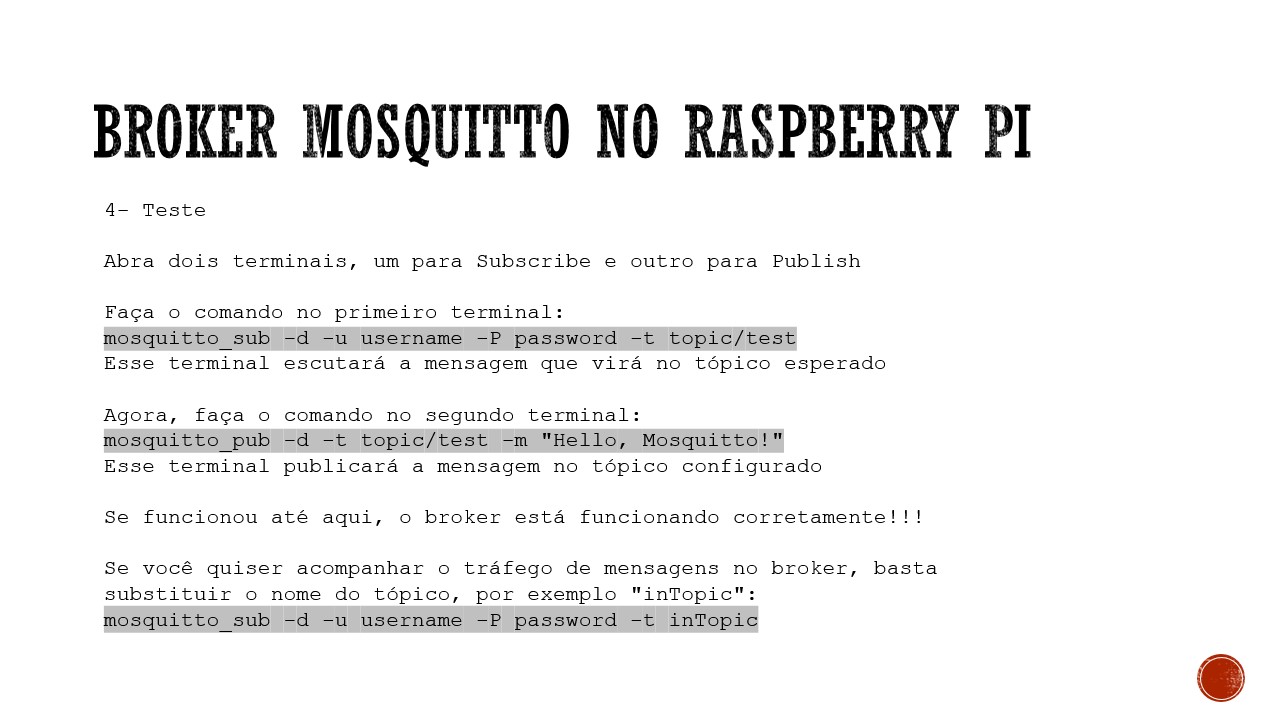 BROKER MOSQUITTO NO RASPBERRY PI
4- Teste
Abra dois terminais, um para Subscribe e outro para Publish
Faça o comando no primeiro terminal:
mosquitto_sub -d -u username -P password -t topic/test
Esse terminal escutará a mensagem que virá no tópico esperado
Agora, faça o comando no segundo terminal:
mosquitto_pub -d -t topic/test -m "Hello, Mosquitto!"
Esse terminal publicará a mensagem no tópico configurado
Se funcionou até aqui, o broker está funcionando corretamente!!!
Se você quiser acompanhar o tráfego de mensagens no broker, basta
substituir o nome do tópico, por exemplo "inTopic":
mosquitto_sub -d -u username -P password -t inTopic